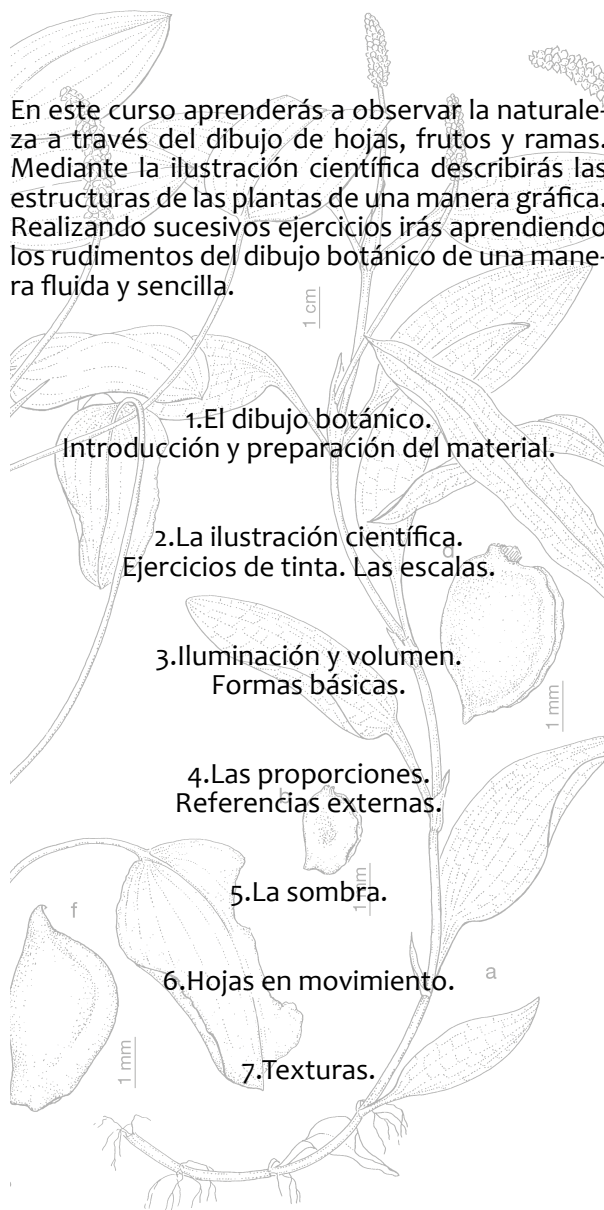 En este curso aprenderás a observar la naturale-
za a través del dibujo de hojas, frutos y ramas.
Mediante la ilustración científica describirás las
estructuras de las plantas de una manera gráfica.
Realizando sucesivos ejercicios irás aprendiendo
los rudimentos del dibujo botánico de una mane-
ra fluida y sencilla.
1 cm
1.El dibujo botánico.
Introducción y preparación del material.
2.La ilustración científica.
d
Ejercicios de tinta. Las escalas.
3.Iluminación y volumen.
Formas básicas.
1 mm
4.Las proporciones.
b
Referencias externas.
5.La sombra.
1 mm
f
6.Hojas en movimiento.
a
1 mm
7.Texturas.